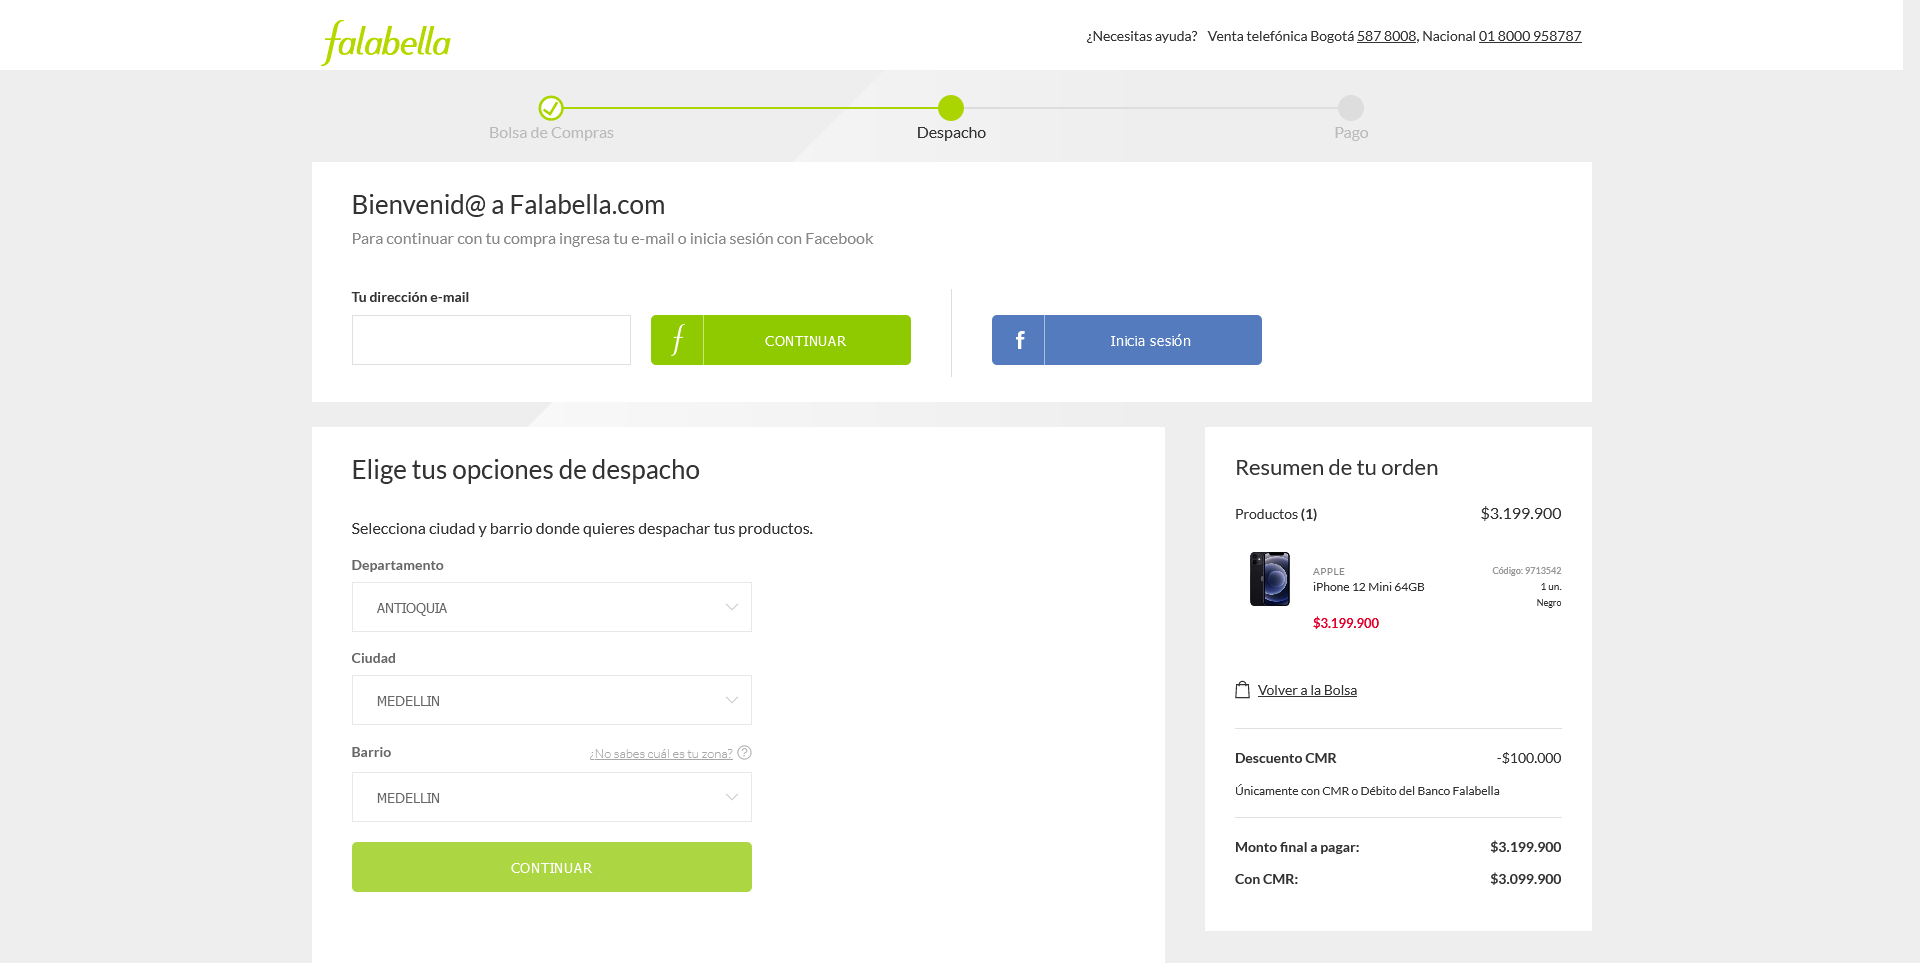 falabella
¿Necesitas ayuda? Venta telefónica Bogotá 587 8008, Nacional 01 8000 958787
Bolsa de Compras
Despacho
Pago
Bienvenid@ a Falabella.com
Para continuar con tu compra ingresa tu e-mail o inicia sesión con Facebook
Tu dirección e-mail
f CONTINUAR
f Inicia sesión
Elige tus opciones de despacho
Selecciona ciudad y barrio donde quieres despachar tus productos.
Departamento
ANTIOQUIA
Ciudad
MEDELLIN
Barrio
¿No sabes cuál es tu zona? ?
MEDELLIN
CONTINUAR
Resumen de tu orden
Productos (1) $3.199.900
APPLE
iPhone 12 Mini 64GB
$3.199.900
Código: 9713542
1 un.
Negro
Volver a la Bolsa
Descuento CMR -$100.000
Únicamente con CMR o Débito del Banco Falabella
Monto final a pagar: $3.199.900
Con CMR: $3.099.900